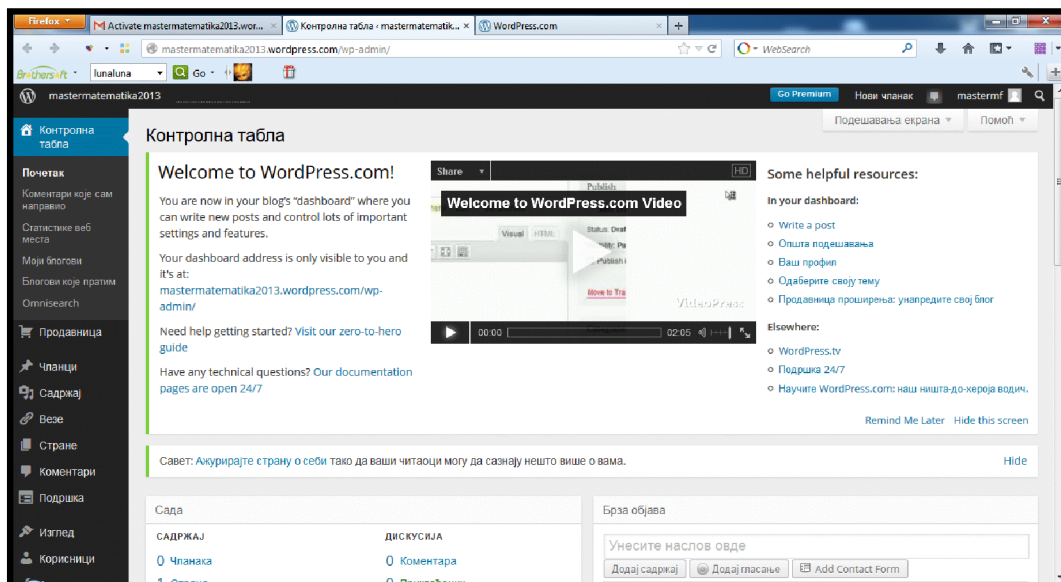 Firefox
Activate mastermatematika2013.wor... × Контролна табла ‹ mastermatematik... × WordPress.com × +
mastermatematika2013.wordpress.com/wp-admin/ WebSearch
Br thers ft lunaluna Go
mastermatematika2013 Go Premium Нови чланак mastermf
Контролна табла
Почетак
Коментари које сам направио
Статистике веб места
Моји блогови
Блогови које пратим
Omnisearch
Продавница
Чланци
Садржај
Везе
Стране
Коментари
Подршка
Изглед
Корисници
Подешавања екрана Помоћ
Контролна табла
Welcome to WordPress.com!
You are now in your blog's “dashboard” where you
can write new posts and control lots of important
settings and features.
Your dashboard address is only visible to you and
it's at:
mastermatematika2013.wordpress.com/wp-
admin/
Need help getting started? Visit our zero-to-hero
guide
Have any technical questions? Our documentation
pages are open 24/7
Share HD
Publish
Welcome to WordPress.com Video
Visual HTML Status: Draf
Publish
Move to Tra
VideoPress
00:00 02:05
Some helpful resources:
In your dashboard:
Write a post
Општа подешавања
Ваш профил
Одаберите своју тему
Продавница проширења: унапредите свој блог
Elsewhere:
WordPress.tv
Подршка 24/7
Научите WordPress.com: наш ништа-до-хероја водич.
Remind Me Later Hide this screen
Савет: Ажурирајте страну о себи тако да ваши читаоци могу да сазнају нешто више о вама. Hide
Сада
САДРЖАЈ ДИСКУСИЈА
0 Чланака 0 Коментара
Брза објава
Унесите наслов овде
Додај садржај Додај гласање Add Contact Form